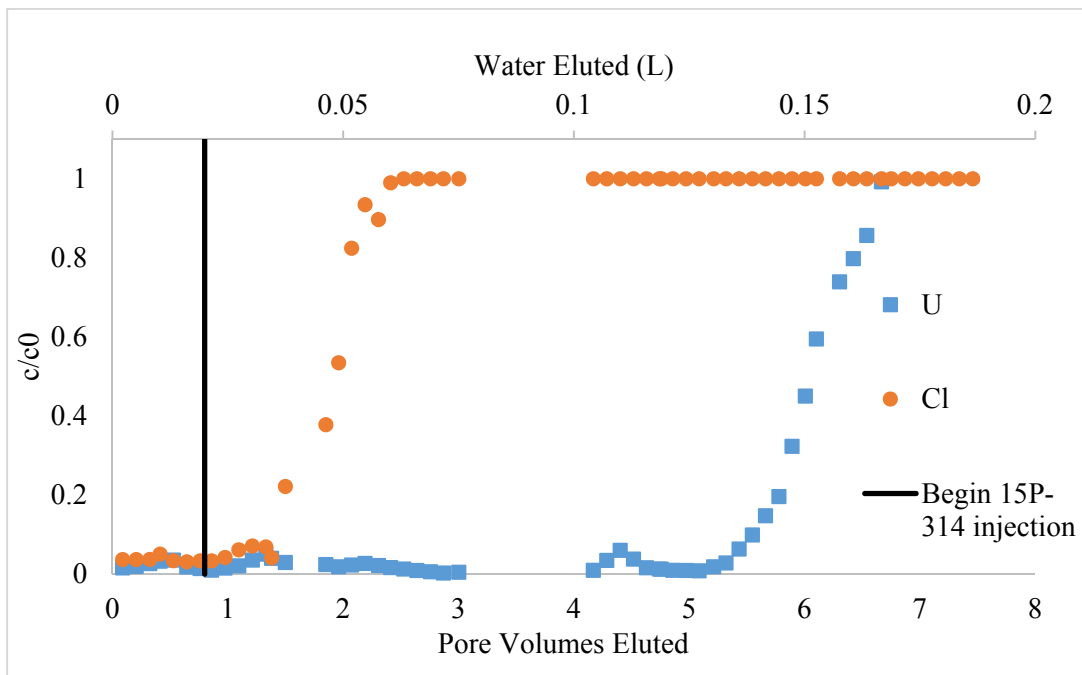 Water Eluted (L)
0 0.05 0.1 0.15 0.2
1
0.8
0.6
0.4
0.2
0
c/c0
U
Cl
Begin 15P-
314 injection
0 1 2 3 4 5 6 7 8
Pore Volumes Eluted